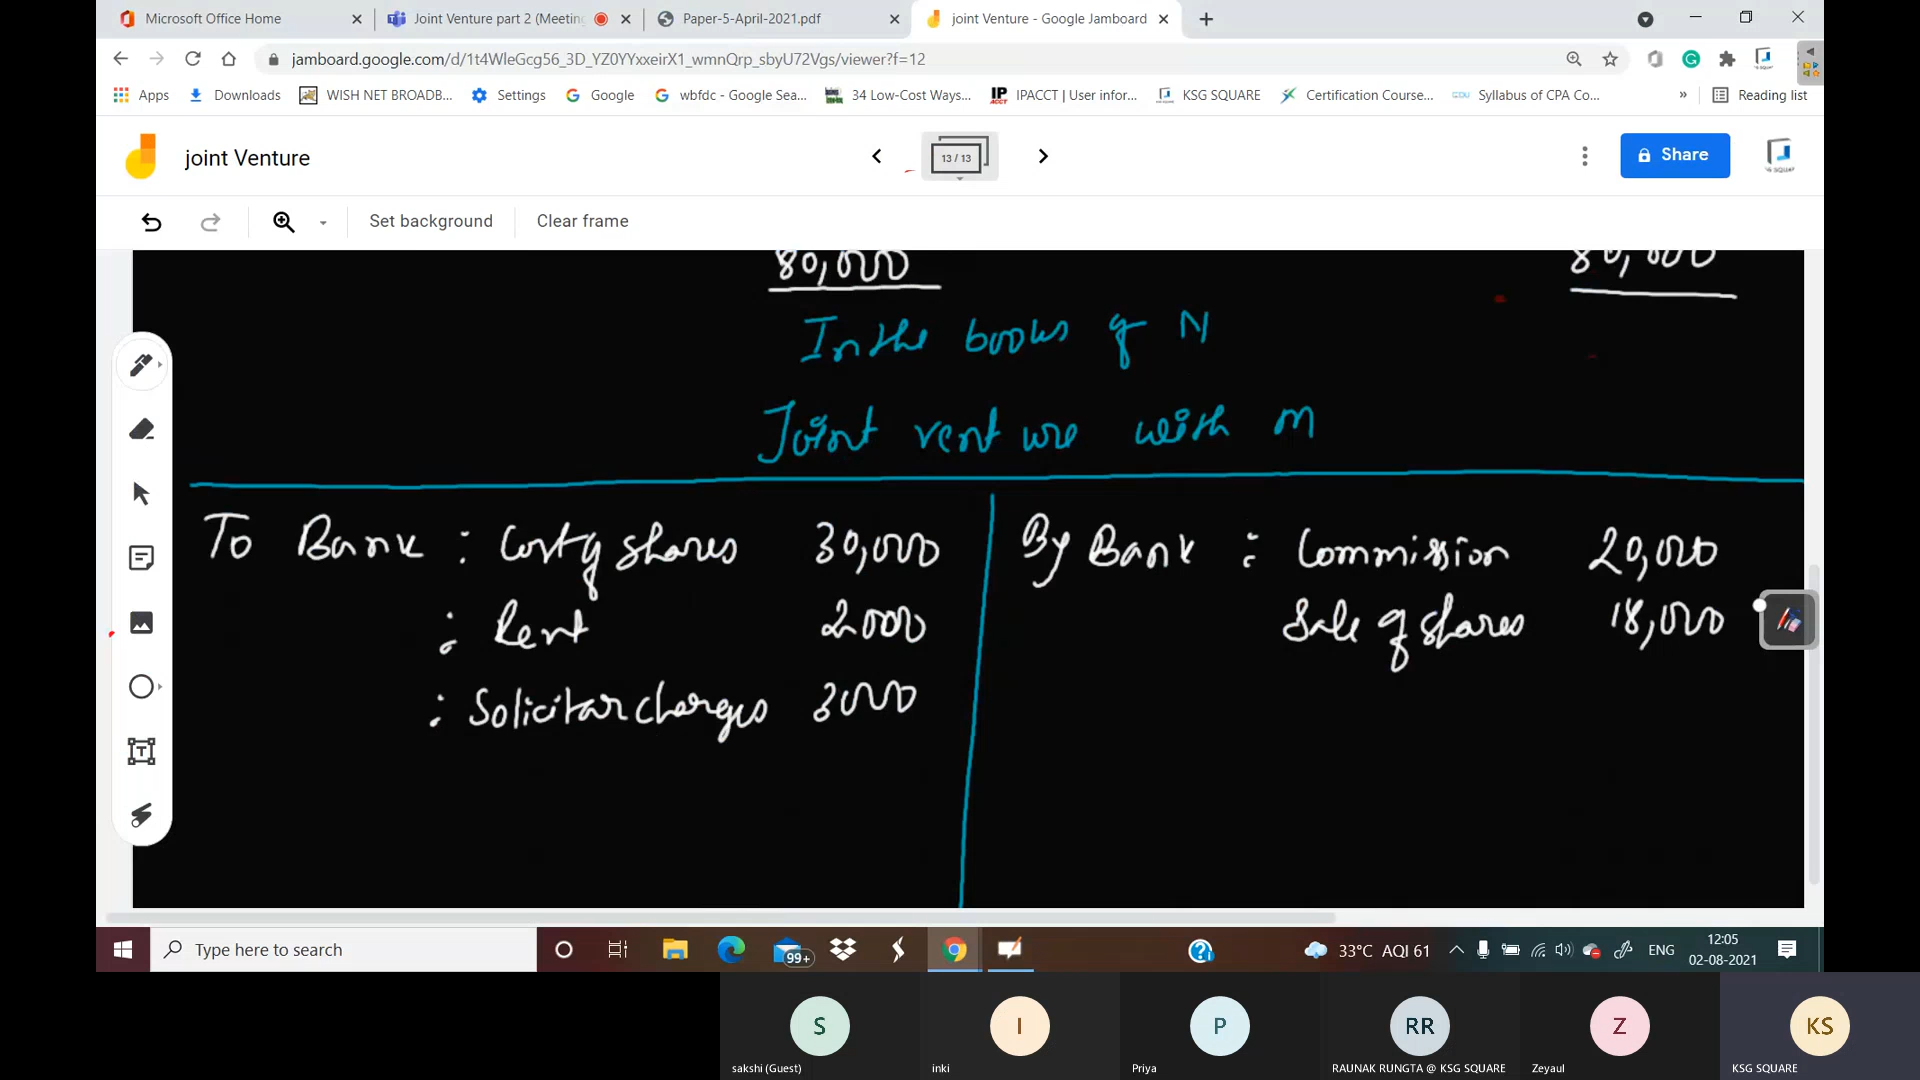 Microsoft Office Home
Joint Venture part 2 (Meetin
Paper-5-April-2021.pdf
joint Venture - Google Jamboard
jamboard.google.com/d/1t4WleGcg56_3D_YZ0YYxxeirX1_wmnQrp_sbyU72Vgs/viewer?f=12
Apps Downloads WISH NET BROADB... Settings Google wbfdc - Google Sea... 34 Low-Cost Ways... IPACCT | User infor... KSG SQUARE Certification Course... Syllabus of CPA Co... » Reading list
joint Venture
13 / 13
Share
Set background Clear frame
80,000 80,000
In the books of N
Joint venture with M
To Bank : Cost of shares 30,000 By Bank : Commission 20,000
: Rent 2000 Sale of shares 18,000
: Solicitar charges 3000
Type here to search
99+
33°C AQI 61
ENG
12:05
02-08-2021
S I P RR Z KS
sakshi (Guest) inki Priya RAUNAK RUNGTA @ KSG SQUARE Zeyaul KSG SQUARE